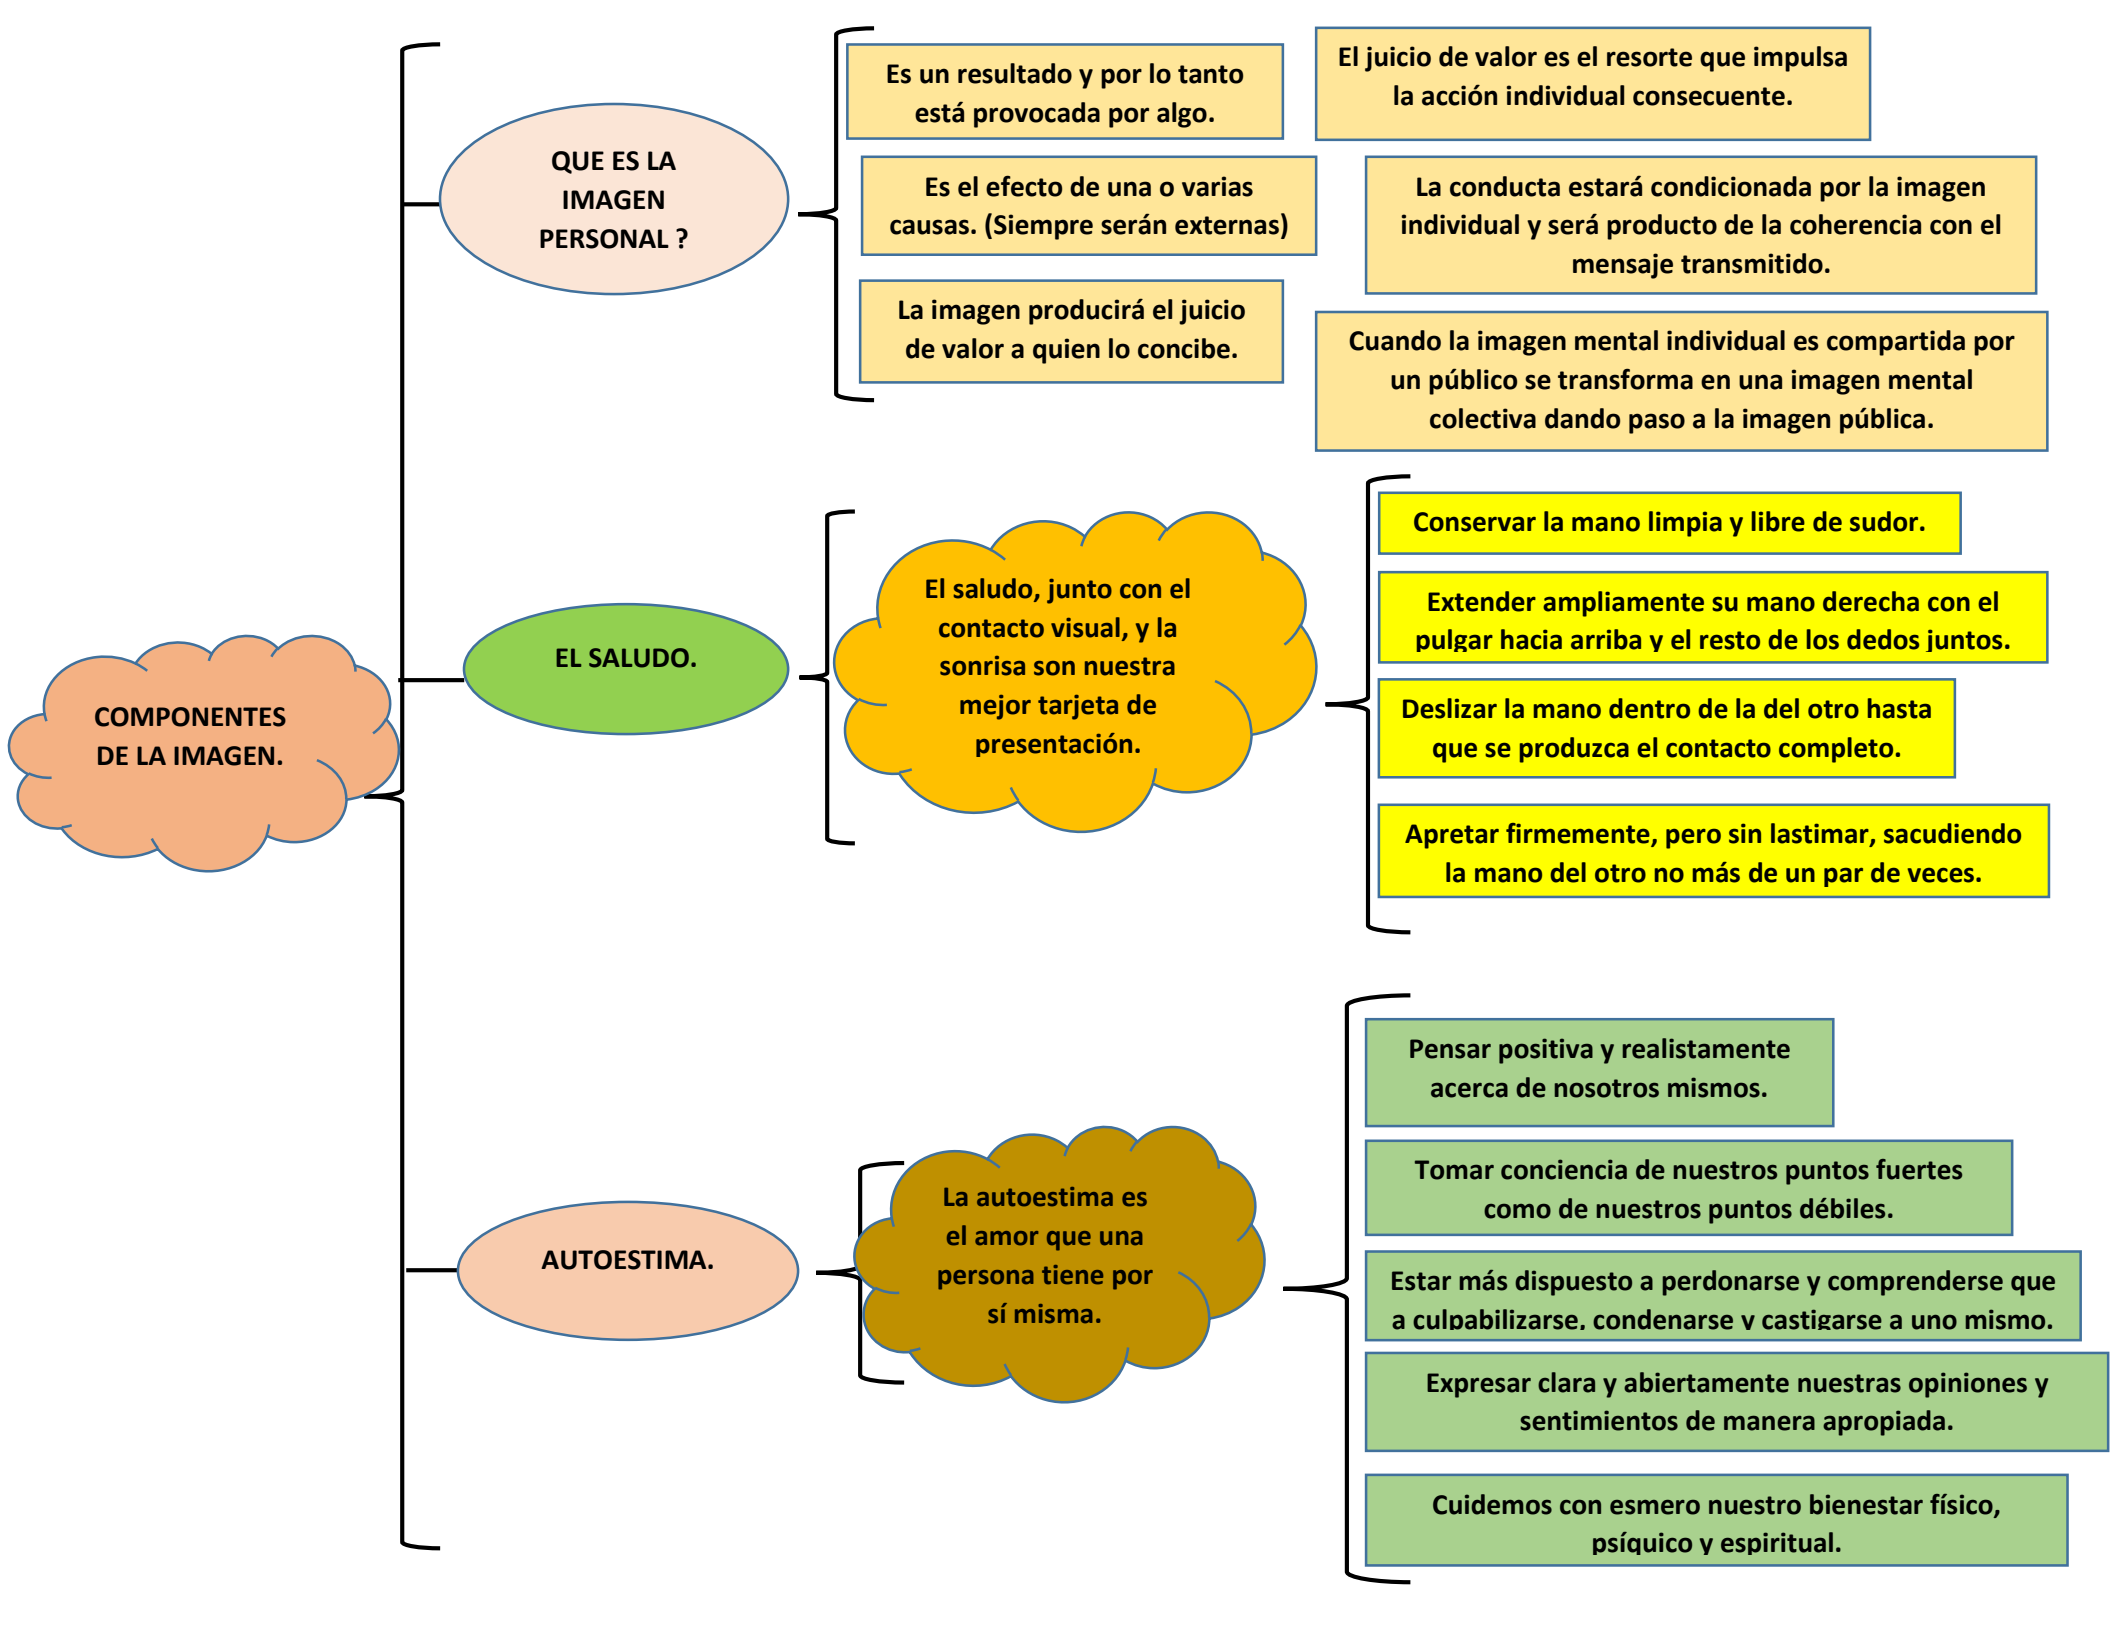 COMPONENTES
DE LA IMAGEN.
QUE ES LA
IMAGEN
PERSONAL ?
Es un resultado y por lo tanto
está provocada por algo.
Es el efecto de una o varias
causas. (Siempre serán externas)
La imagen producirá el juicio
de valor a quien lo concibe.
El juicio de valor es el resorte que impulsa
la acción individual consecuente.
La conducta estará condicionada por la imagen
individual y será producto de la coherencia con el
mensaje transmitido.
Cuando la imagen mental individual es compartida por
un público se transforma en una imagen mental
colectiva dando paso a la imagen pública.
EL SALUDO.
El saludo, junto con el
contacto visual, y la
sonrisa son nuestra
mejor tarjeta de
presentación.
Conservar la mano limpia y libre de sudor.
Extender ampliamente su mano derecha con el
pulgar hacia arriba y el resto de los dedos juntos.
Deslizar la mano dentro de la del otro hasta
que se produzca el contacto completo.
Apretar firmemente, pero sin lastimar, sacudiendo
la mano del otro no más de un par de veces.
AUTOESTIMA.
La autoestima es
el amor que una
persona tiene por
sí misma.
Pensar positiva y realistamente
acerca de nosotros mismos.
Tomar conciencia de nuestros puntos fuertes
como de nuestros puntos débiles.
Estar más dispuesto a perdonarse y comprenderse que
a culpabilizarse, condenarse y castigarse a uno mismo.
Expresar clara y abiertamente nuestras opiniones y
sentimientos de manera apropiada.
Cuidemos con esmero nuestro bienestar físico,
psíquico y espiritual.